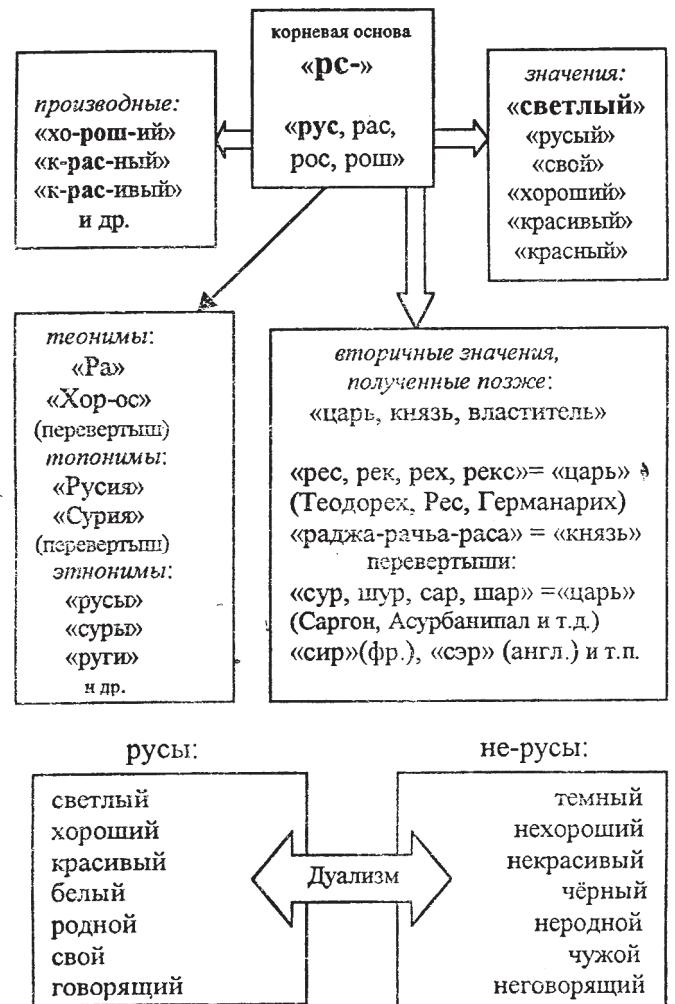 корневая основа
«рс-»
«рус, рас,
рос, рош»
производные:
«хо-рош-ий»
«к-рас-ный»
«к-рас-ивый»
и др.
значения:
«светлый»
«русый»
«свой»
«хороший»
«красивый»
«красный»
теонимы:
«Ра»
«Хор-ос»
(перевертыш)
топонимы:
«Русия»
«Сурия»
(перевертыш)
этнонимы:
«русы»
«суры»
«руги»
и др.
вторичные значения,
полученные позже:
«царь, князь, властитель»
«рес, рек, рех, рекс»= «царь»
(Теодорех, Рес, Германарих)
«раджа-рачья-раса» = «князь»
перевертыши:
«сур, шур, сар, шар» =«царь»
(Саргон, Асурбанипал и т.д.)
«сир»(фр.), «сэр» (англ.) и т.п.
русы:
светлый
хороший
красивый
белый
родной
свой
говорящий
Дуализм
не-русы:
темный
нехороший
некрасивый
чёрный
неродной
чужой
неговорящий